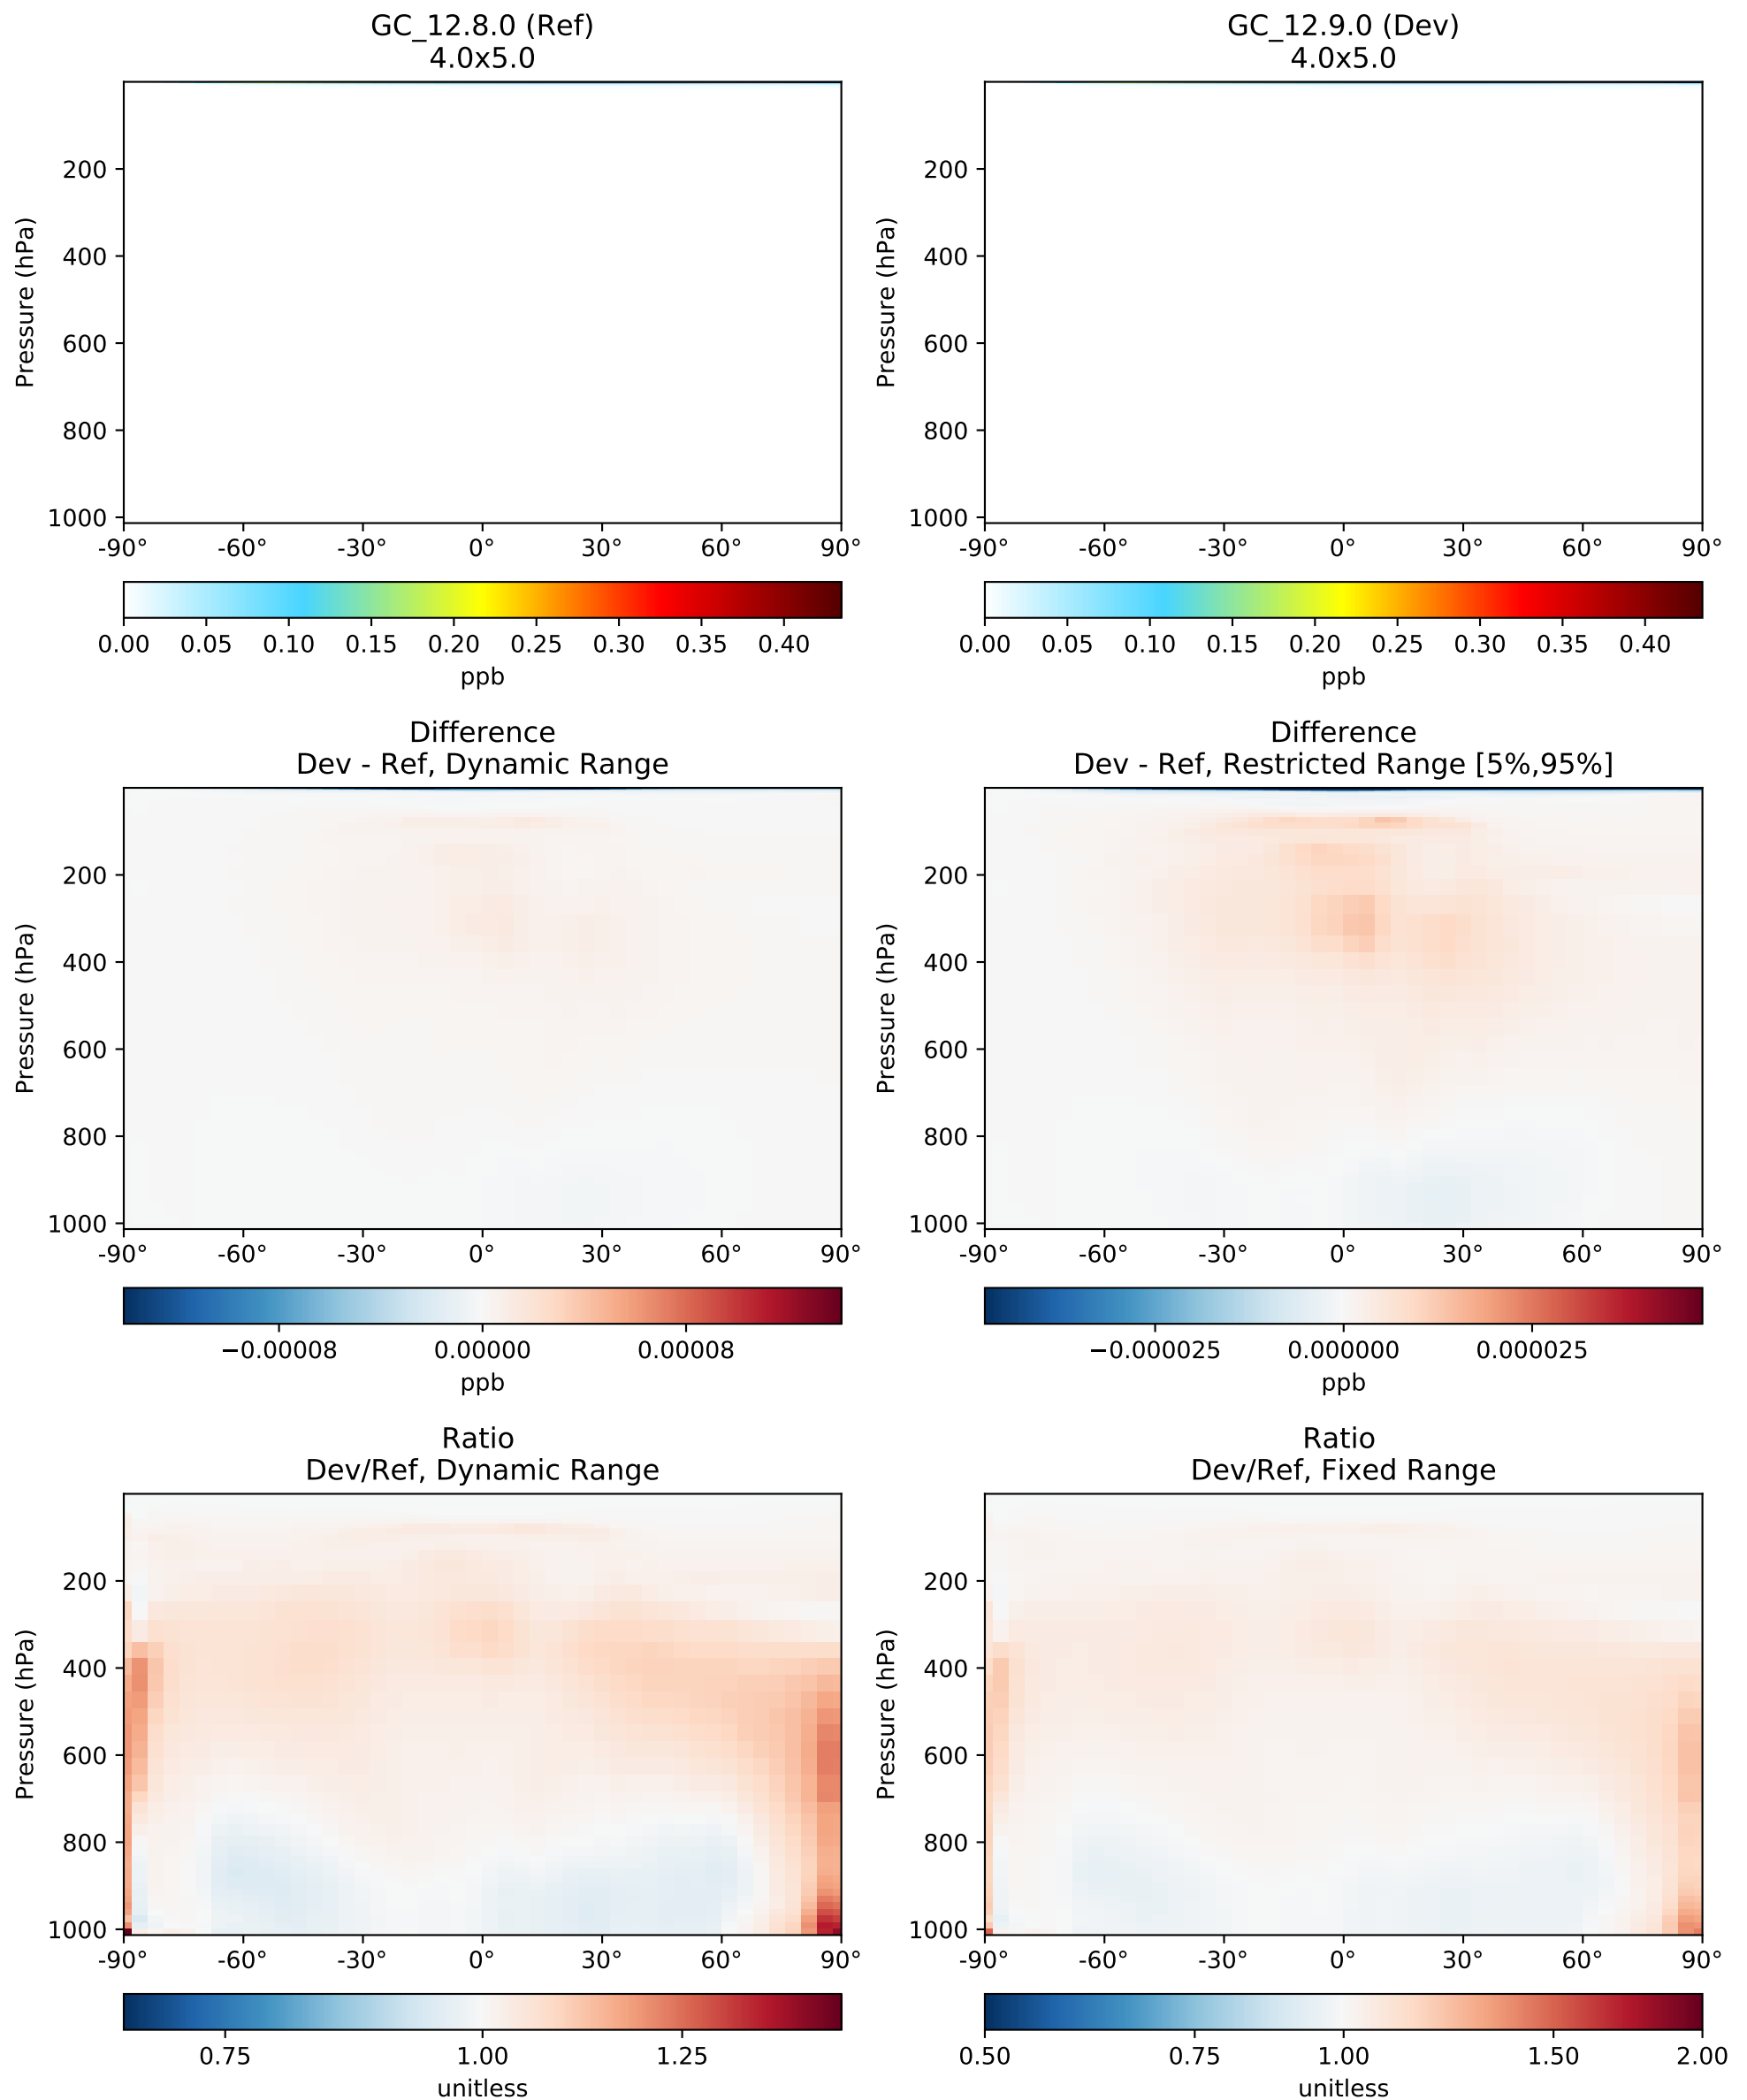 GC_12.8.0 (Ref)
4.0x5.0
Pressure (hPa)
200
400
600
800
1000
-90° -60° -30° 0° 30° 60° 90°
0.00 0.05 0.10 0.15 0.20 0.25 0.30 0.35 0.40
ppb
GC_12.9.0 (Dev)
4.0x5.0
Pressure (hPa)
200
400
600
800
1000
-90° -60° -30° 0° 30° 60° 90°
0.00 0.05 0.10 0.15 0.20 0.25 0.30 0.35 0.40
ppb
Difference
Dev - Ref, Dynamic Range
Pressure (hPa)
200
400
600
800
1000
-90° -60° -30° 0° 30° 60° 90°
−0.00008 0.00000 0.00008
ppb
Difference
Dev - Ref, Restricted Range [5%,95%]
Pressure (hPa)
200
400
600
800
1000
-90° -60° -30° 0° 30° 60° 90°
−0.000025 0.000000 0.000025
ppb
Ratio
Dev/Ref, Dynamic Range
Pressure (hPa)
200
400
600
800
1000
-90° -60° -30° 0° 30° 60° 90°
0.75 1.00 1.25
unitless
Ratio
Dev/Ref, Fixed Range
Pressure (hPa)
200
400
600
800
1000
-90° -60° -30° 0° 30° 60° 90°
0.50 0.75 1.00 1.50 2.00
unitless